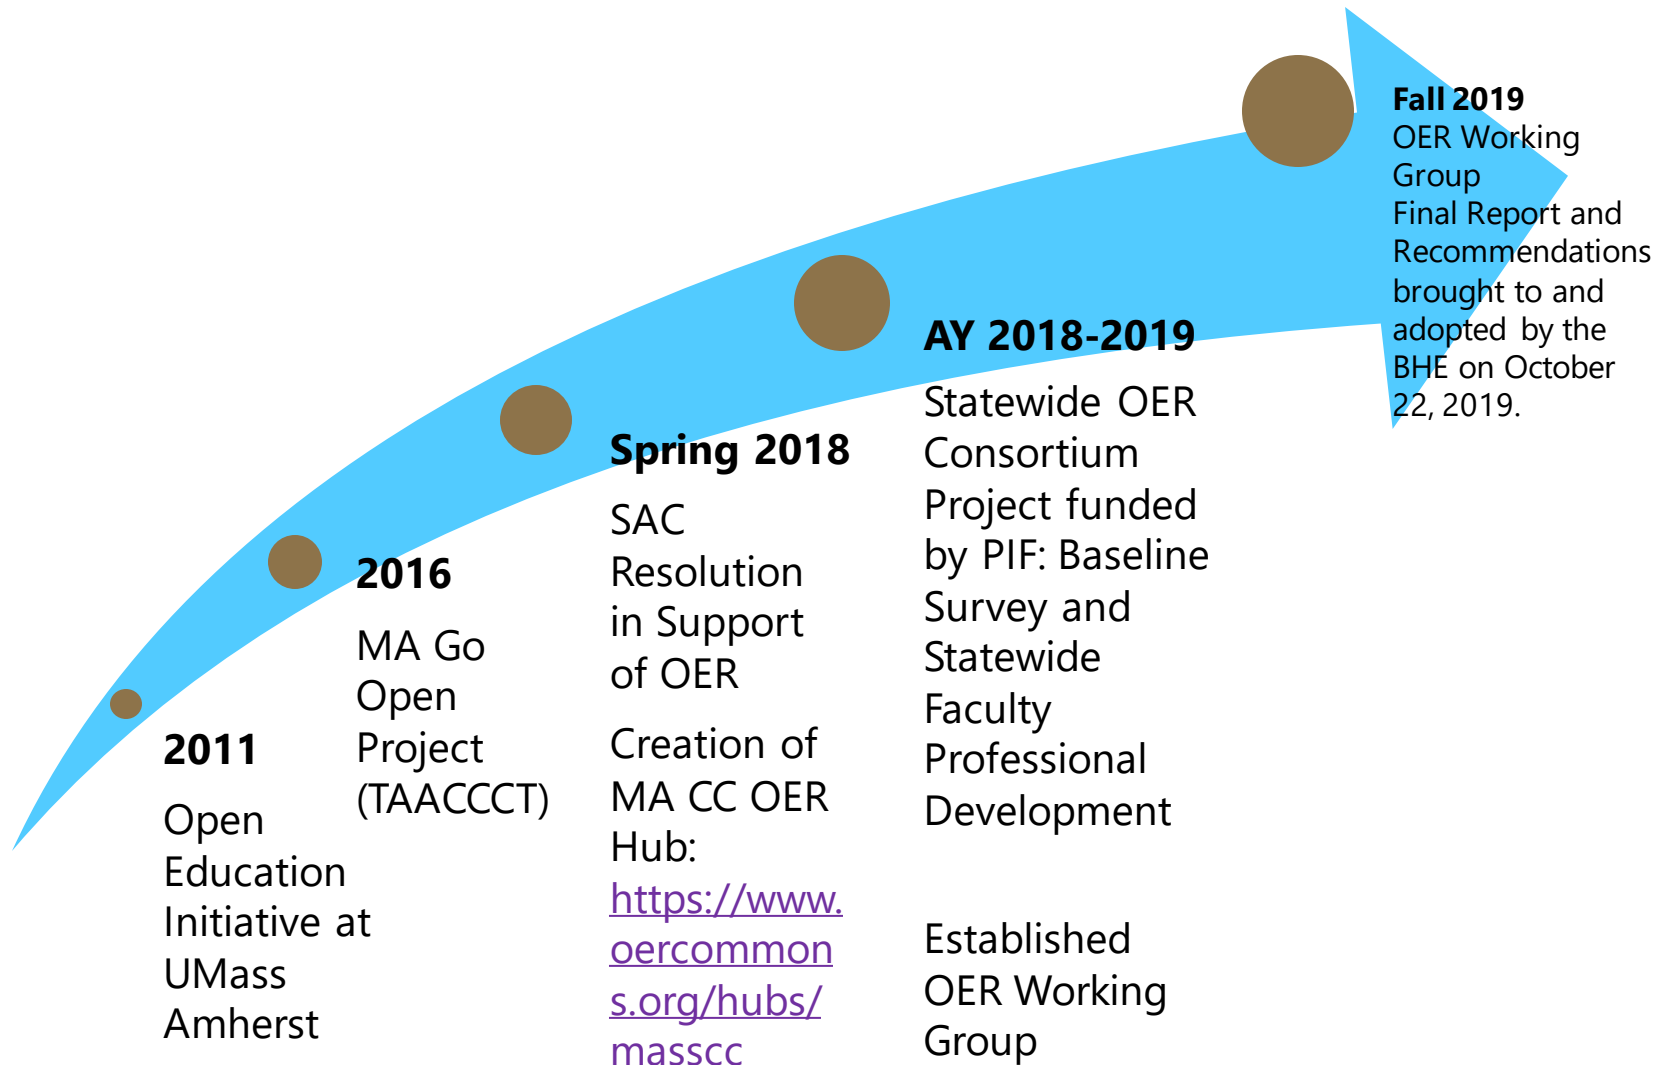 2011
Open
Education
Initiative at
UMass
Amherst
2016
MA Go
Open
Project
(TAACCCT)
Spring 2018
SAC
Resolution
in Support
of OER
Creation of
MA CC OER
Hub:
https://www.
oercommon
s.org/hubs/
masscc
AY 2018-2019
Statewide OER
Consortium
Project funded
by PIF: Baseline
Survey and
Statewide
Faculty
Professional
Development
Established
OER Working
Group
Fall 2019
OER Working
Group
Final Report and
Recommendations
brought to and
adopted by the
BHE on October
22, 2019.